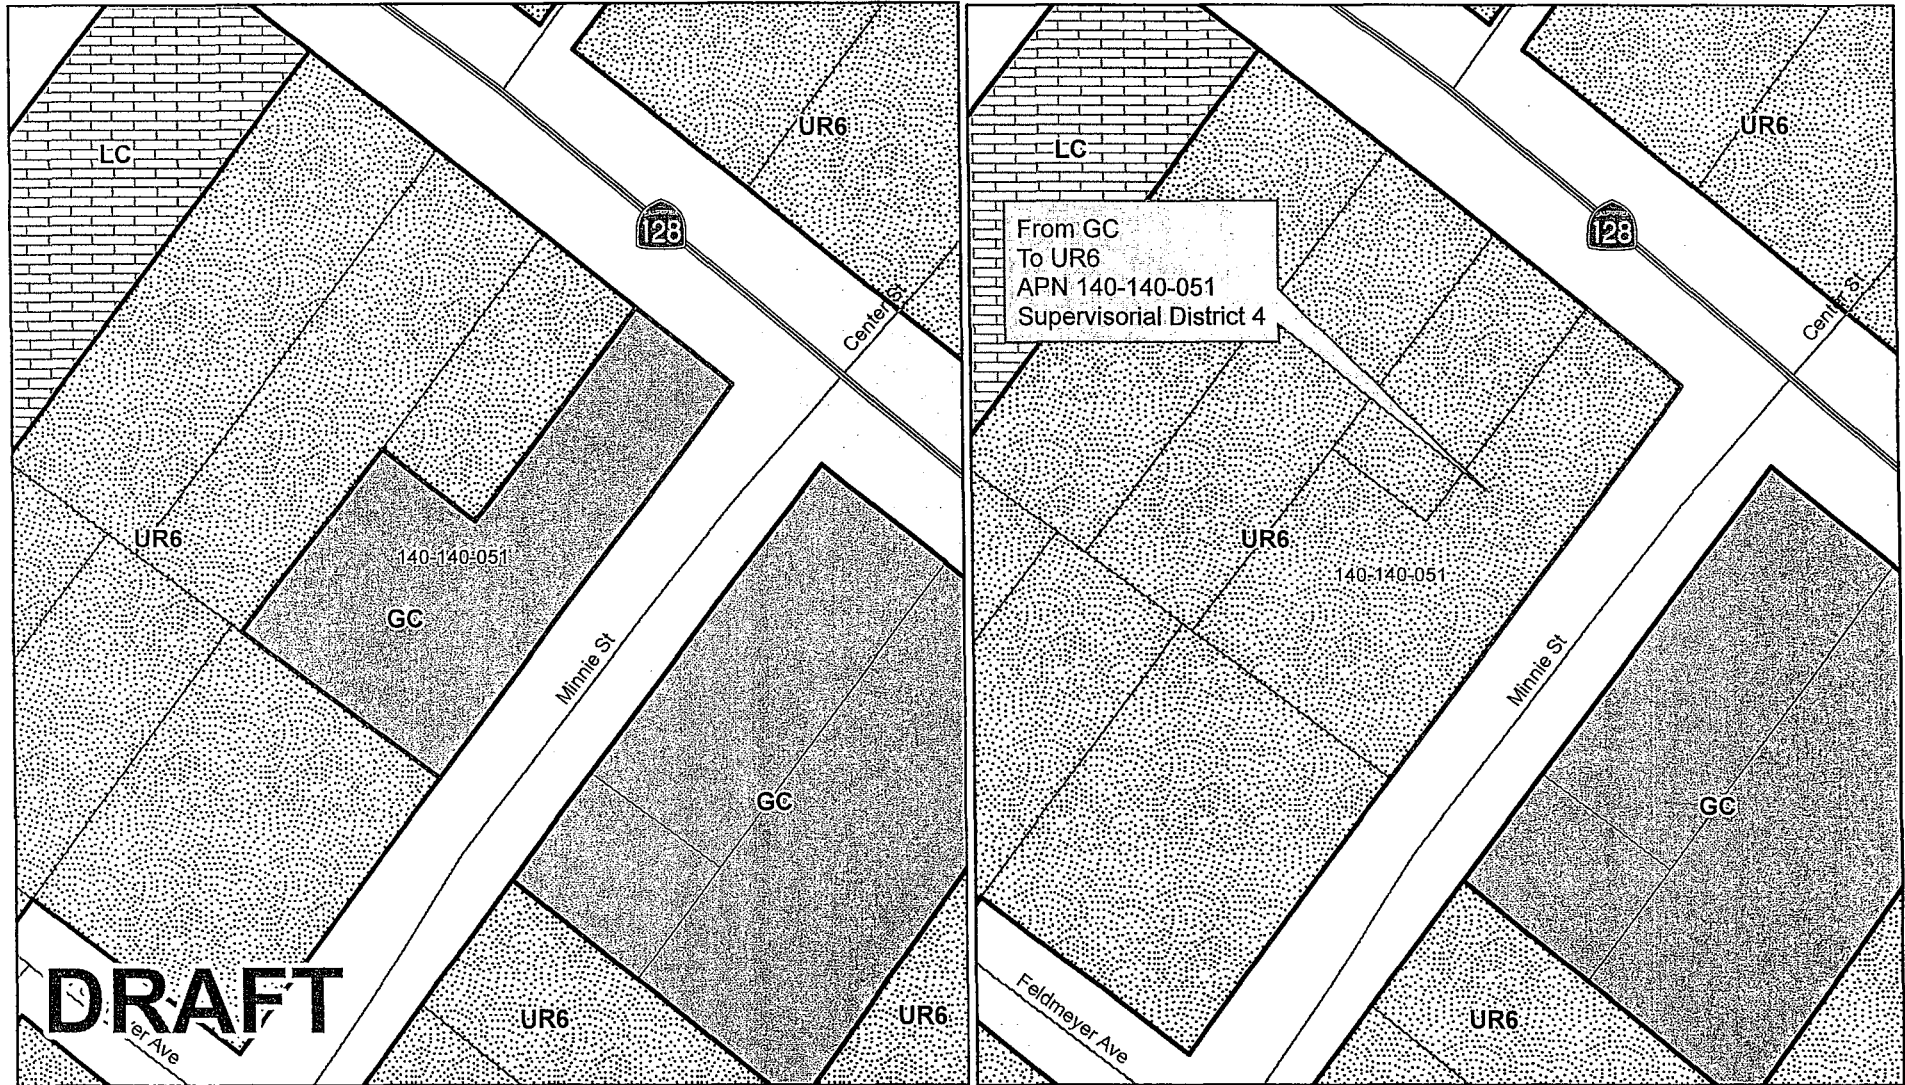 UR6
LC
128
Center St
UR6
140-140-051
GC
Minnie St
GC
DRAFT
er Ave
UR6
UR6
UR6
LC
From GC
To UR6
APN 140-140-051
Supervisorial District 4
128
Center St
UR6
140-140-051
Minnie St
GC
Feldmeyer Ave
UR6